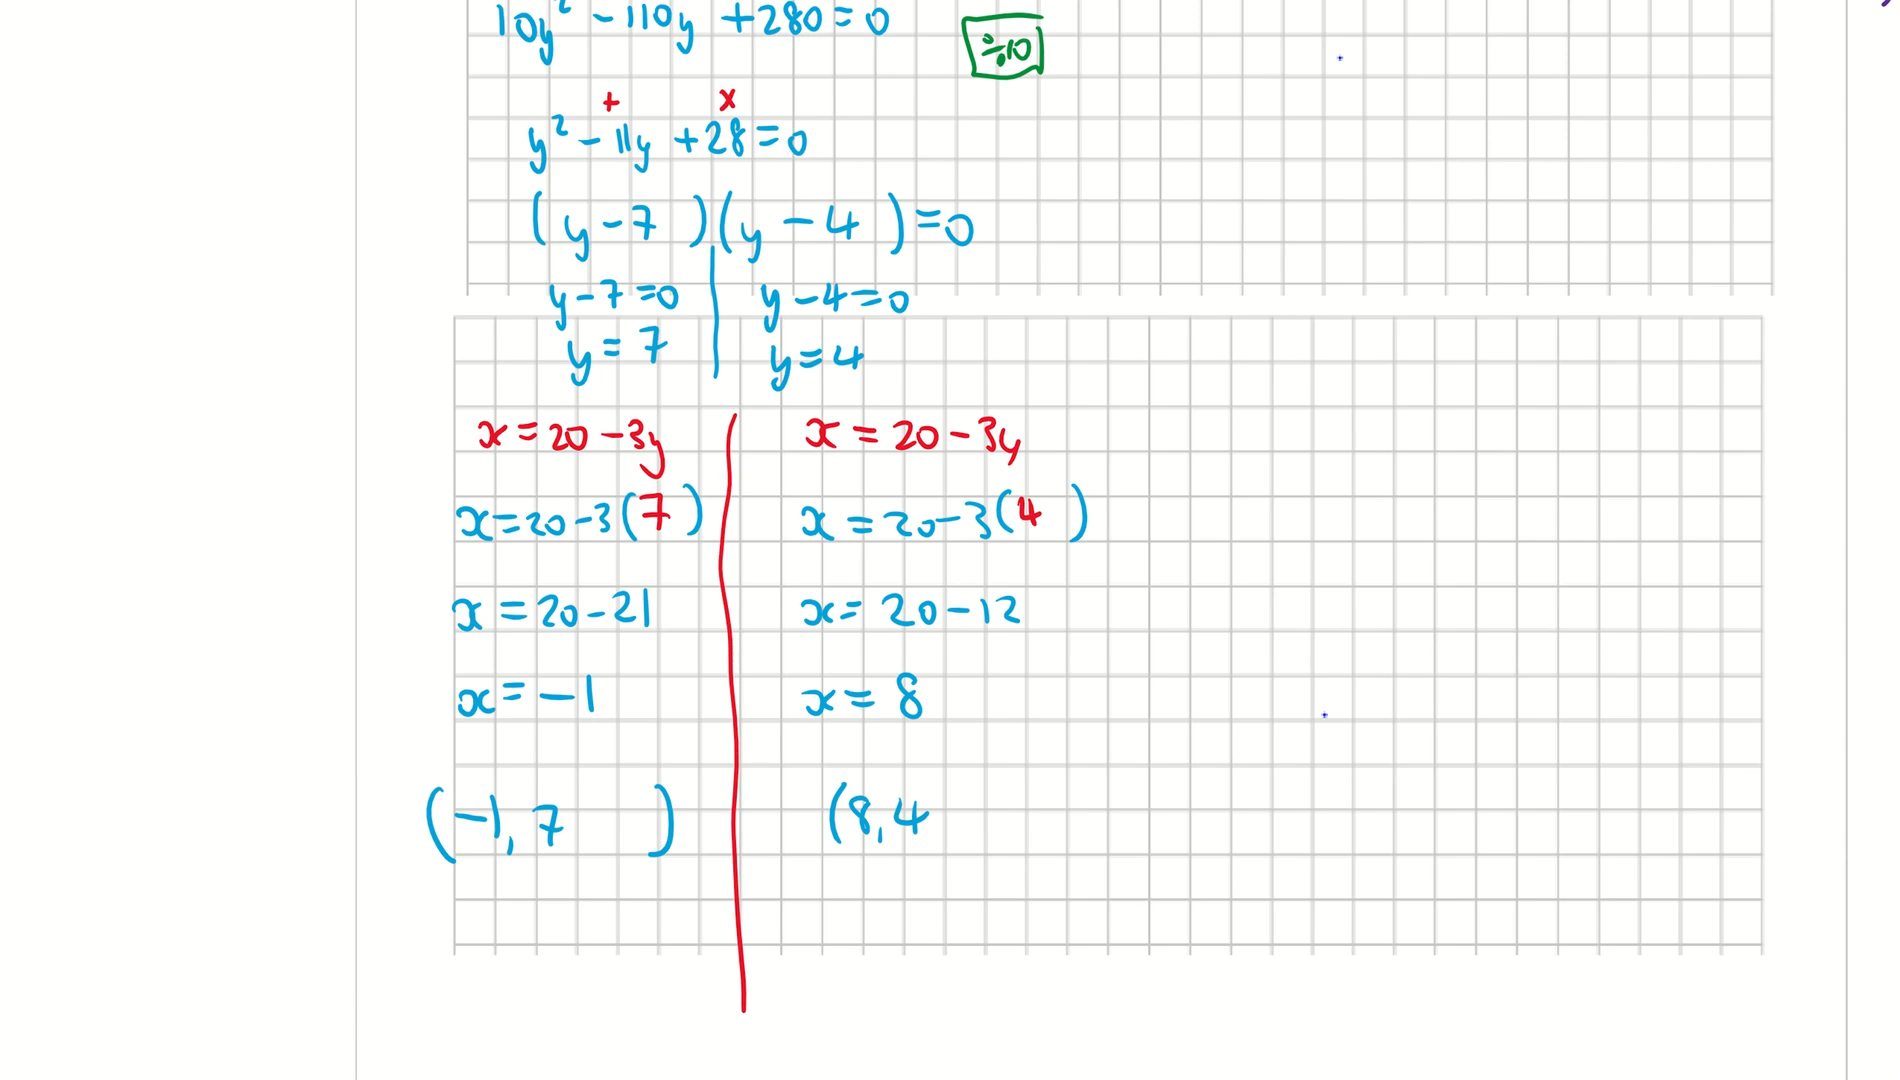 10y² - 110y + 280 = 0 ÷10
+ x
y² - 11y + 28 = 0
(y - 7 )(y - 4 ) = 0
y - 7 = 0 y - 4 = 0
y = 7 y = 4
x = 20 - 3y x = 20 - 3y
x = 20 - 3(7 ) x = 20 - 3(4 )
x = 20 - 21 x = 20 - 12
x = -1 x = 8
(-1, 7 ) (8, 4